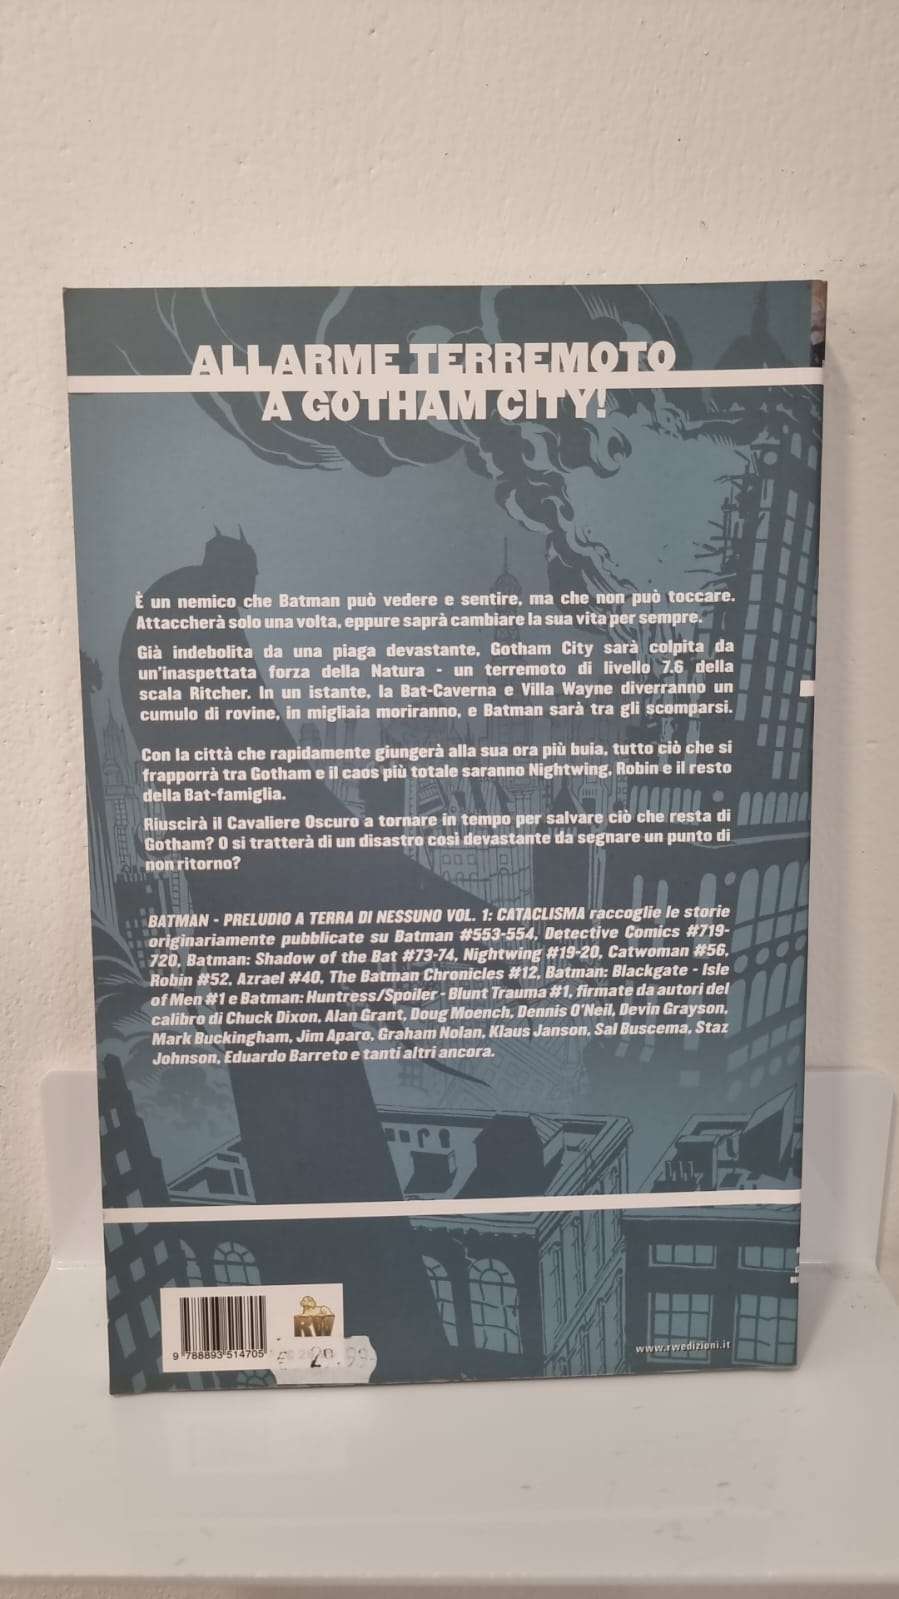 ALLARME TERREMOTO
A GOTHAM CITY!
È un nemico che Batman può vedere e sentire, ma che non può toccare.
Attaccherà solo una volta, eppure saprà cambiare la sua vita per sempre.
Già indebolita da una piaga devastante, Gotham City sarà colpita da
un'inaspettata forza della Natura - un terremoto di livello 7.6 della
scala Ritcher. In un istante, la Bat-Caverna e Villa Wayne diverranno un
cumulo di rovine, in migliaia moriranno, e Batman sarà tra gli scomparsi.
Con la città che rapidamente giungerà alla sua ora più buia, tutto ciò che si
frapporrà tra Gotham e il caos più totale saranno Nightwing, Robin e il resto
della Bat-famiglia.
Riuscirà il Cavaliere Oscuro a tornare in tempo per salvare ciò che resta di
Gotham? O si tratterà di un disastro così devastante da segnare un punto di
non ritorno?
BATMAN - PRELUDIO A TERRA DI NESSUNO VOL. 1: CATACLISMA raccoglie le storie
originariamente pubblicate su Batman #553-554, Detective Comics #719-
720, Batman: Shadow of the Bat #73-74, Nightwing #19-20, Catwoman #56,
Robin #52, Azrael #40, The Batman Chronicles #12, Batman: Blackgate - Isle
of Men #1 e Batman: Huntress/Spoiler - Blunt Trauma #1, firmate da autori del
calibro di Chuck Dixon, Alan Grant, Doug Moench, Dennis O'Neil, Devin Grayson,
Mark Buckingham, Jim Aparo, Graham Nolan, Klaus Janson, Sal Buscema, Staz
Johnson, Eduardo Barreto e tanti altri ancora.
RW
9 788893 514705
www.rwedizioni.it